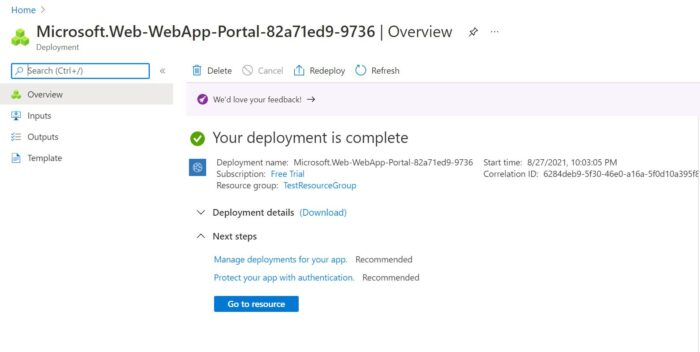 Home >
Microsoft.Web-WebApp-Portal-82a71ed9-9736 | Overview
Deployment
Search (Ctrl+/)
«
Delete Cancel Redeploy Refresh
Overview
Inputs
Outputs
Template
We'd love your feedback! →
Your deployment is complete
Deployment name: Microsoft.Web-WebApp-Portal-82a71ed9-9736 Start time: 8/27/2021, 10:03:05 PM
Subscription: Free Trial Correlation ID: 6284deb9-5f30-46e0-a16a-5f0d10a395f8
Resource group: TestResourceGroup
Deployment details (Download)
Next steps
Manage deployments for your app. Recommended
Protect your app with authentication. Recommended
Go to resource